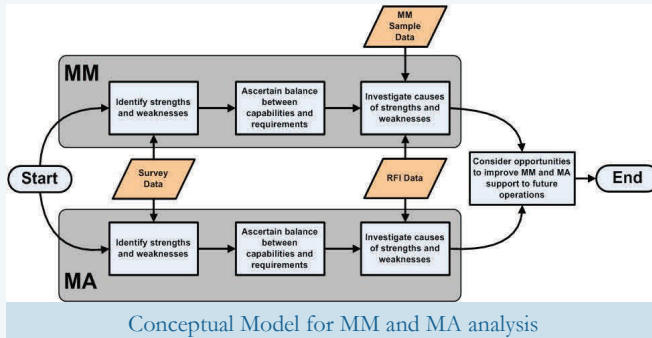 MM
Sample
Data
MM
Identify strengths
and weaknesses
Ascertain balance
between
capabilities and
requirements
Investigate causes
of strengths and
weaknesses
Start
Survey
Data
RFI Data
Consider opportunities
to improve MM and MA
support to future
operations
End
Identify strengths
and weaknesses
Ascertain balance
between
capabilities and
requirements
Investigate causes
of strengths and
weaknesses
MA
Conceptual Model for MM and MA analysis